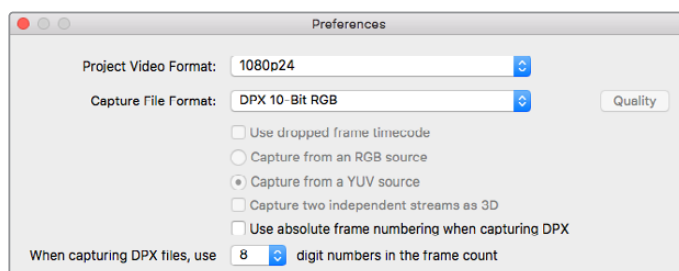 Preferences
Project Video Format: 1080p24
Capture File Format: DPX 10-Bit RGB Quality
Use dropped frame timecode
Capture from an RGB source
Capture from a YUV source
Capture two independent streams as 3D
Use absolute frame numbering when capturing DPX
When capturing DPX files, use 8 digit numbers in the frame count